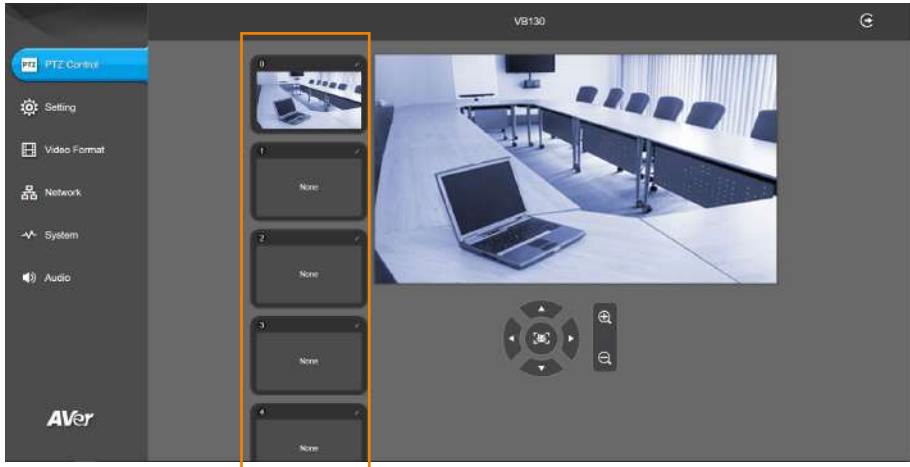 VB130
PTZ PTZ Control
Setting
Video Format
Network
System
Audio
AVer
0
1
None
2
None
3
None
4
None